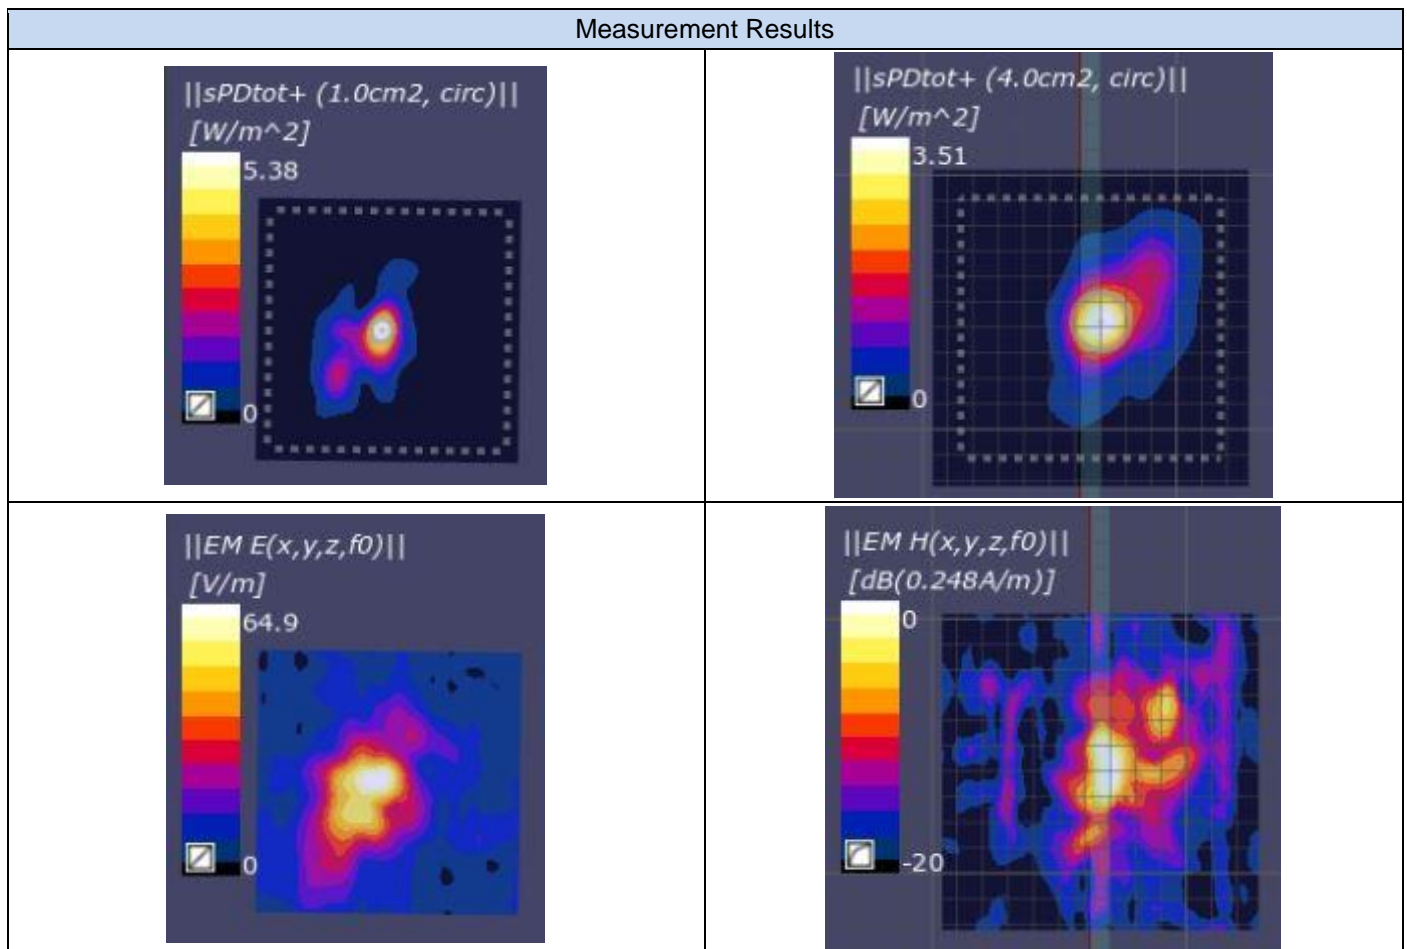 Measurement Results
||sPDtot+ (1.0cm2, circ)||
[W/m^2]
5.38
0
||sPDtot+ (4.0cm2, circ)||
[W/m^2]
3.51
0
||EM E(x,y,z,f0)||
[V/m]
64.9
0
||EM H(x,y,z,f0)||
[dB(0.248A/m)]
0
-20